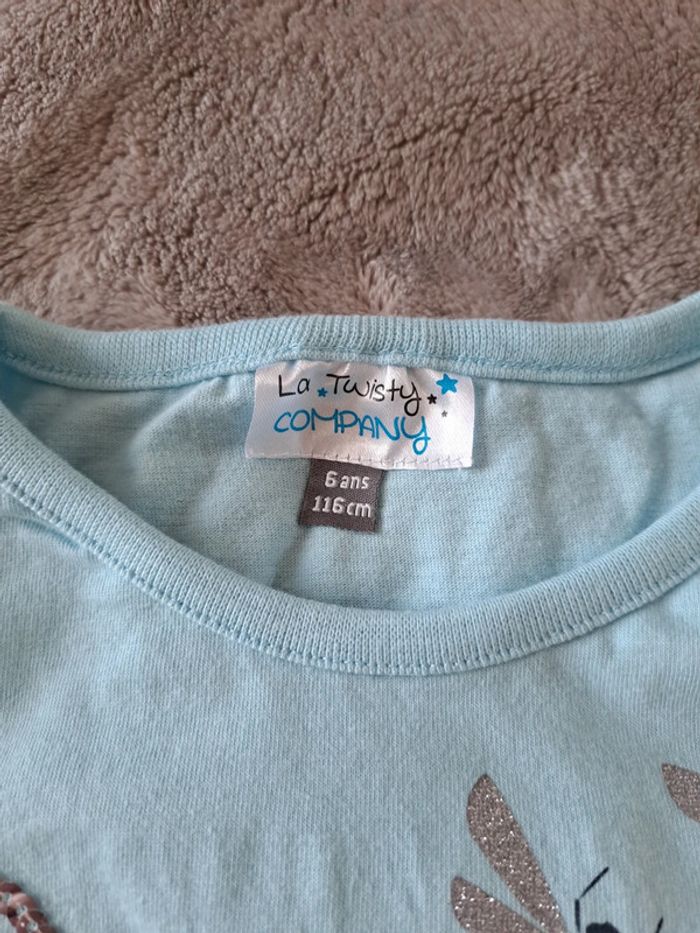 La Twisty
COMPANY
6 ans
116 cm